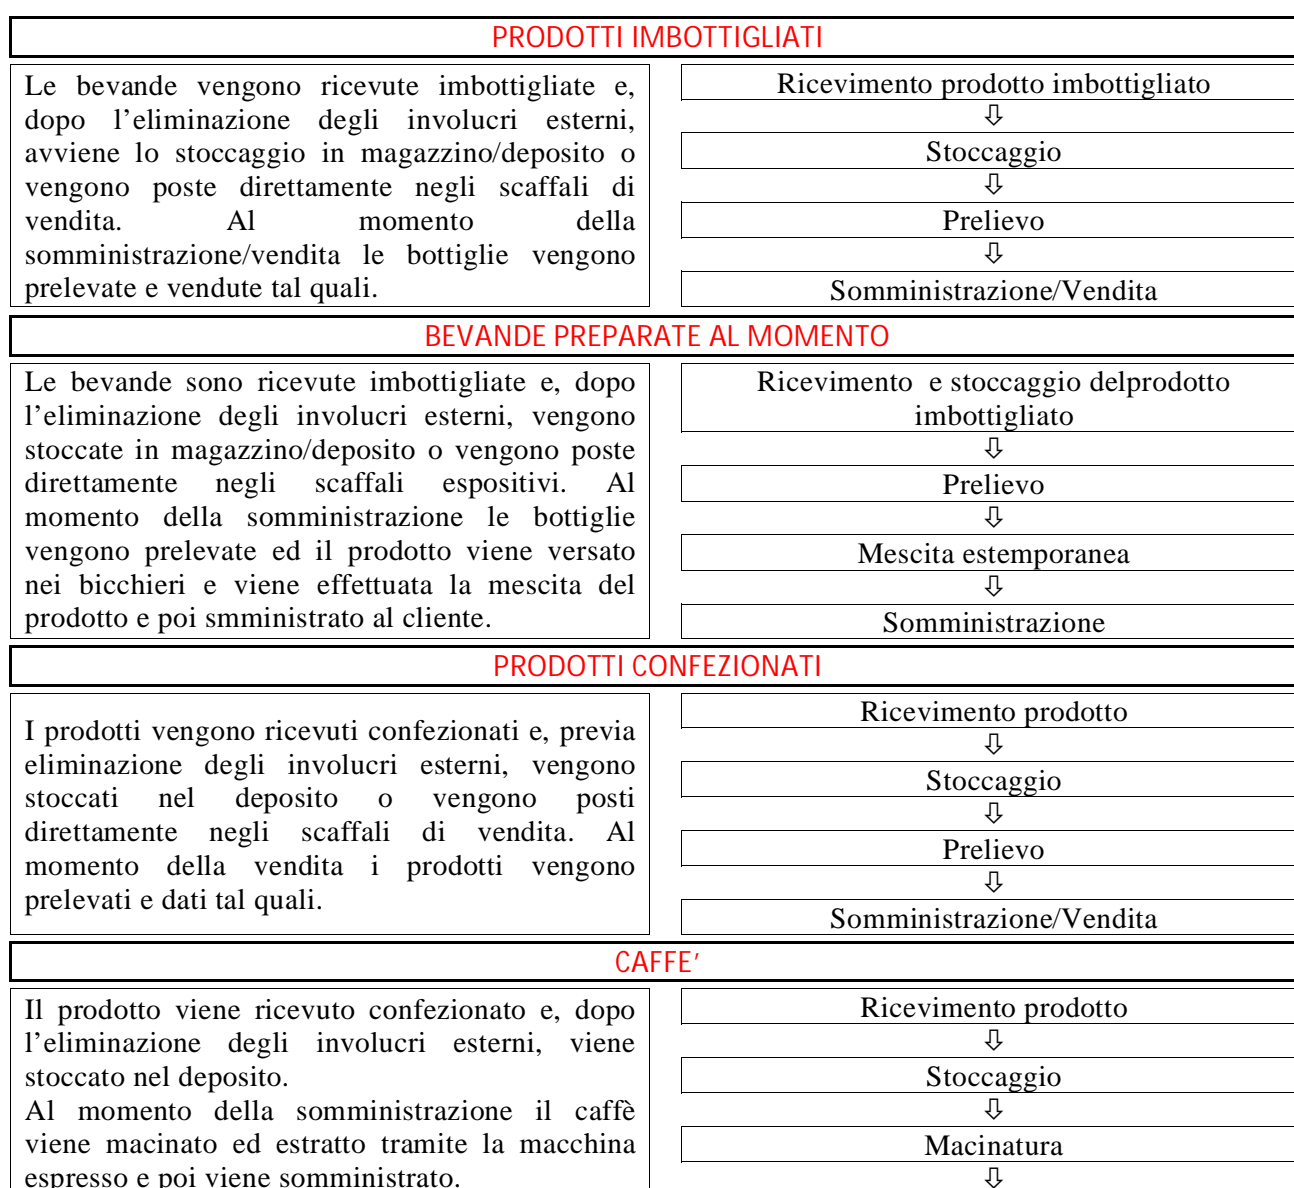 PRODOTTI IMBOTTIGLIATI
Le bevande vengono ricevute imbottigliate e,
dopo l’eliminazione degli involucri esterni,
avviene lo stoccaggio in magazzino/deposito o
vengono poste direttamente negli scaffali di
vendita. Al momento della
somministrazione/vendita le bottiglie vengono
prelevate e vendute tal quali.
Ricevimento prodotto imbottigliato
⇩
Stoccaggio
⇩
Prelievo
⇩
Somministrazione/Vendita
BEVANDE PREPARATE AL MOMENTO
Le bevande sono ricevute imbottigliate e, dopo
l’eliminazione degli involucri esterni, vengono
stoccate in magazzino/deposito o vengono poste
direttamente negli scaffali espositivi. Al
momento della somministrazione le bottiglie
vengono prelevate ed il prodotto viene versato
nei bicchieri e viene effettuata la mescita del
prodotto e poi smministrato al cliente.
Ricevimento e stoccaggio delprodotto
imbottigliato
⇩
Prelievo
⇩
Mescita estemporanea
⇩
Somministrazione
PRODOTTI CONFEZIONATI
I prodotti vengono ricevuti confezionati e, previa
eliminazione degli involucri esterni, vengono
stoccati nel deposito o vengono posti
direttamente negli scaffali di vendita. Al
momento della vendita i prodotti vengono
prelevati e dati tal quali.
Ricevimento prodotto
⇩
Stoccaggio
⇩
Prelievo
⇩
Somministrazione/Vendita
CAFFE’
Il prodotto viene ricevuto confezionato e, dopo
l’eliminazione degli involucri esterni, viene
stoccato nel deposito.
Al momento della somministrazione il caffè
viene macinato ed estratto tramite la macchina
espresso e poi viene somministrato.
Ricevimento prodotto
⇩
Stoccaggio
⇩
Macinatura
⇩